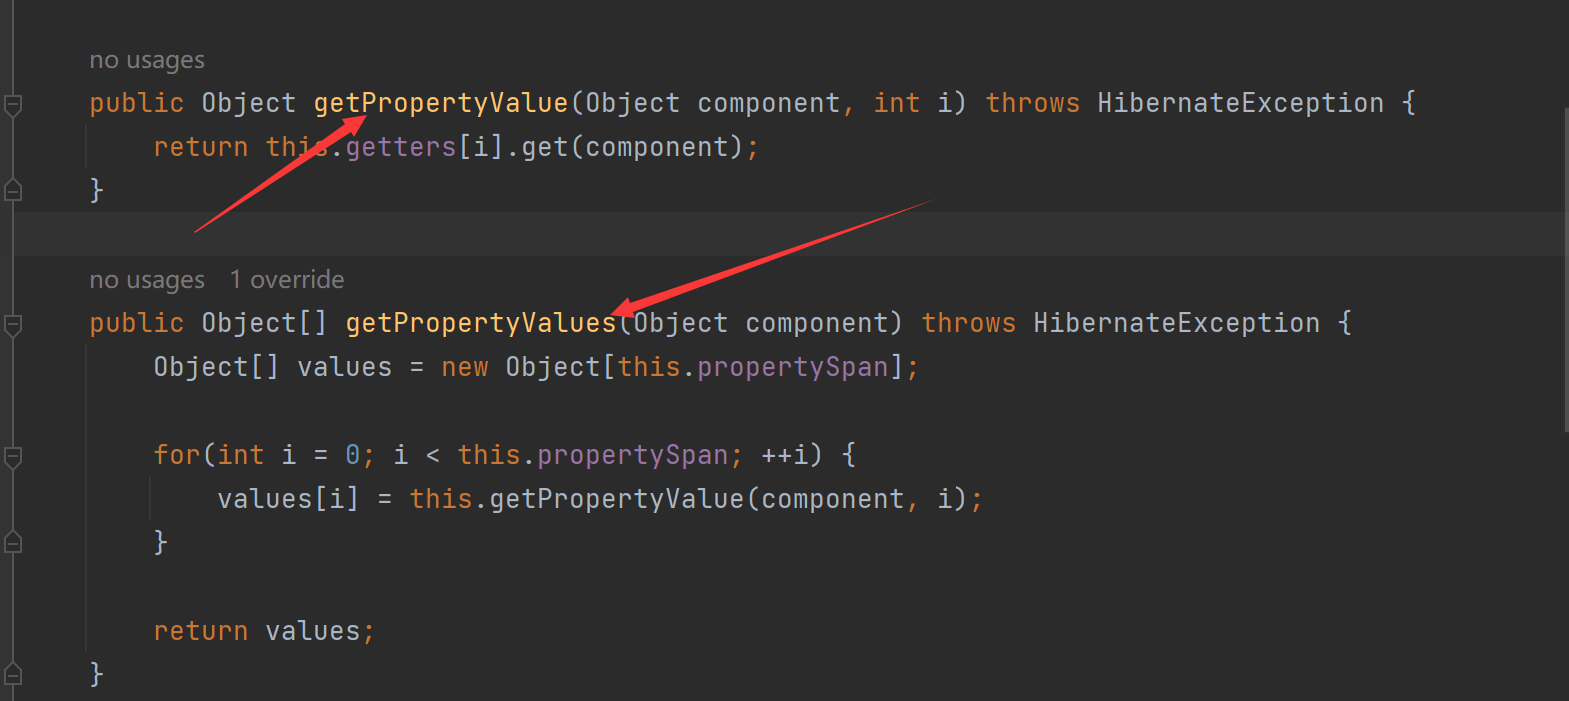 no usages
public Object getPropertyValue(Object component, int i) throws HibernateException {
return this.getters[i].get(component);
}
no usages 1 override
public Object[] getPropertyValues(Object component) throws HibernateException {
Object[] values = new Object[this.propertySpan];
for(int i = 0; i < this.propertySpan; ++i) {
values[i] = this.getPropertyValue(component, i);
}
return values;
}